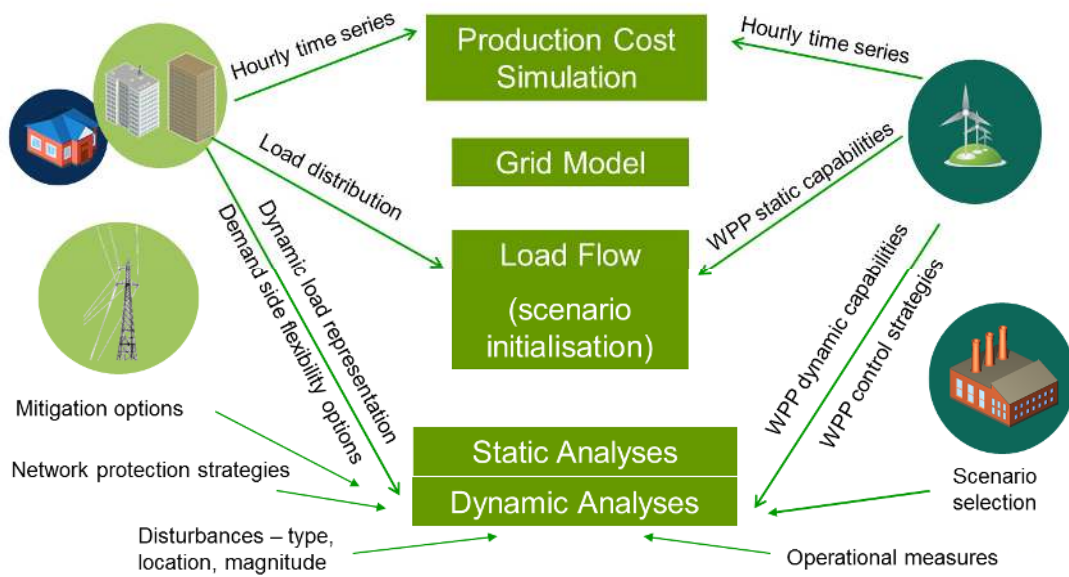 Hourly time series
Production Cost
Simulation
Hourly time series
Load distribution
Grid Model
WPP static capabilities
Dynamic load representation
Demand side flexibility options
Load Flow
(scenario
initialisation)
WPP dynamic capabilities
WPP control strategies
Mitigation options
Network protection strategies
Static Analyses
Dynamic Analyses
Scenario
selection
Disturbances – type,
location, magnitude
Operational measures